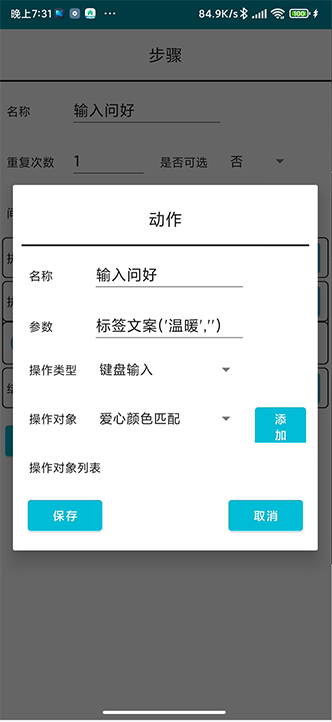 晚上7:31 ... 84.9K/s 100
步骤
名称 输入问好
重复次数 1 是否可选 否
动作
名称 输入问好
参数 标签文案('温暖','')
操作类型 键盘输入
操作对象 爱心颜色匹配 添加
操作对象列表
保存 取消